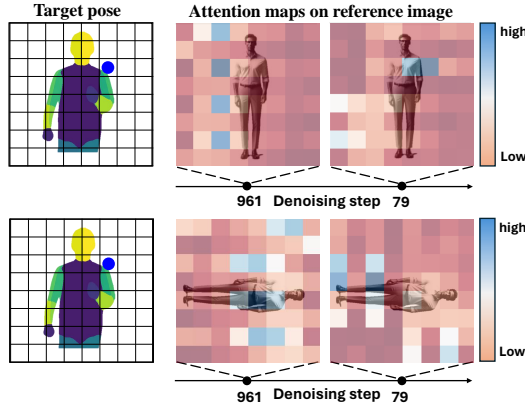 Target pose
Attention maps on reference image
high
Low
961
79
Denoising step
high
Low
961
79
Denoising step